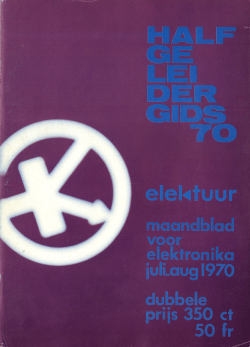 HALF
GE
LEI
DER
GIDS
70
elektuur
maandblad
voor
elektronika
juli.aug 1970
dubbele
prijs 350 ct
50 fr